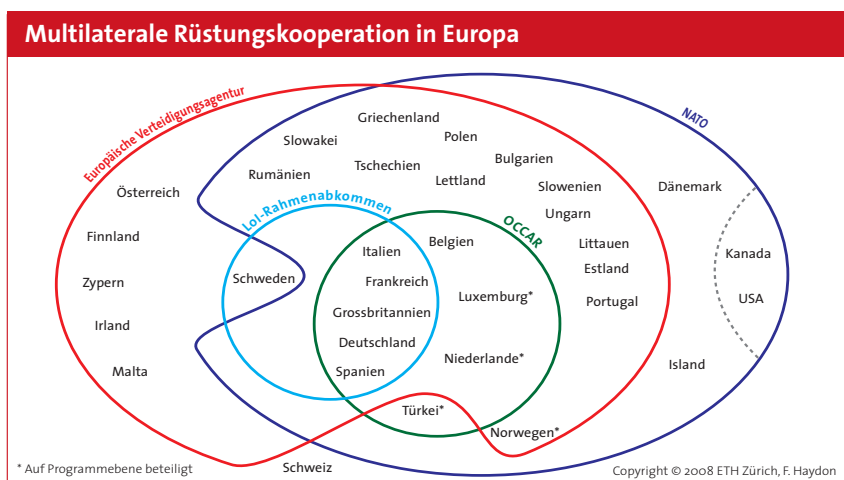 Multilaterale Rüstungskooperation in Europa
Europäische Verteidigungsagentur
NATO
Griechenland
Slowakei
Polen
Bulgarien
Rumänien
Tschechien
Lettland
Slowenien
Dänemark
Österreich
LoI-Rahmenabkommen
OCCAR
Ungarn
Finnland
Italien
Belgien
Littauen
Kanada
Estland
Zypern
Schweden
Frankreich
Luxemburg*
Portugal
USA
Irland
Grossbritannien
Deutschland
Niederlande*
Island
Malta
Spanien
Türkei*
Norwegen*
Schweiz
* Auf Programmebene beteiligt
Copyright © 2008 ETH Zürich, F. Haydon